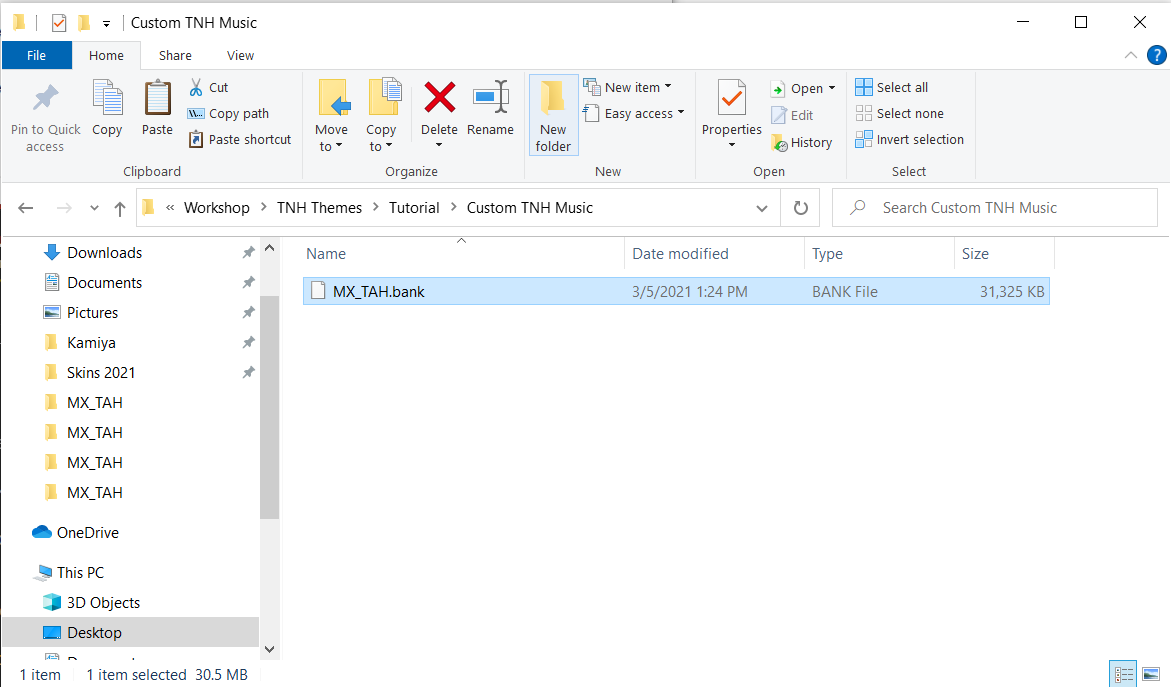 Custom TNH Music
File Home Share View
Pin to Quick access
Copy
Paste
Cut
Copy path
Paste shortcut
Clipboard
Move to
Copy to
Delete
Rename
Organize
New folder
New item
Easy access
New
Properties
Open
Edit
History
Open
Select all
Select none
Invert selection
Select
« Workshop > TNH Themes > Tutorial > Custom TNH Music
Search Custom TNH Music
Name Date modified Type Size
MX_TAH.bank 3/5/2021 1:24 PM BANK File 31,325 KB
Downloads
Documents
Pictures
Kamiya
Skins 2021
MX_TAH
MX_TAH
MX_TAH
MX_TAH
OneDrive
This PC
3D Objects
Desktop
1 item 1 item selected 30.5 MB